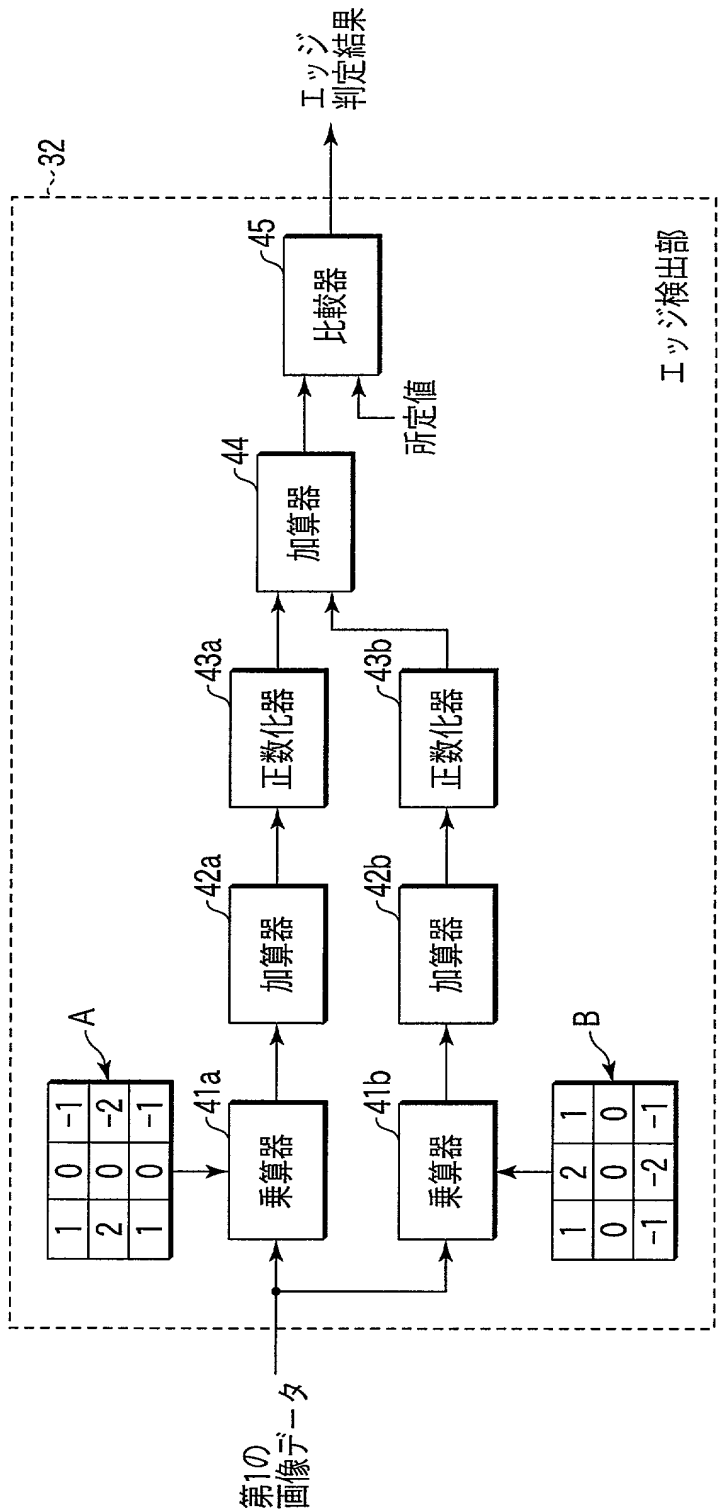 32
A
1 0 -1
2 0 -2
1 0 -1
41a
乗算器
42a
加算器
43a
正数化器
44
加算器
45
比較器
エッジ
判定結果
第1の
画像データ
所定値
41b
乗算器
42b
加算器
43b
正数化器
B
1 2 1
0 0 0
-1 -2 -1
エッジ検出部